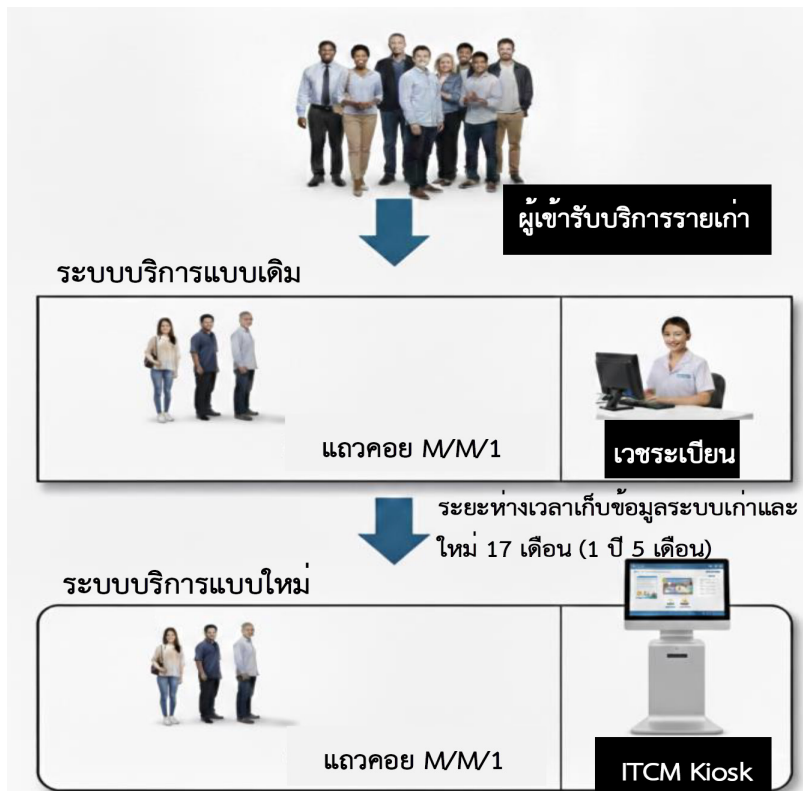 ผู้เข้ารับบริการรายเก่า
ระบบบริการแบบเดิม
แถวคอย M/M/1
เวชระเบียน
ระยะห่างเวลาเก็บข้อมูลระบบเก่าและ
ใหม่ 17 เดือน (1 ปี 5 เดือน)
ระบบบริการแบบใหม่
แถวคอย M/M/1
ITCM Kiosk